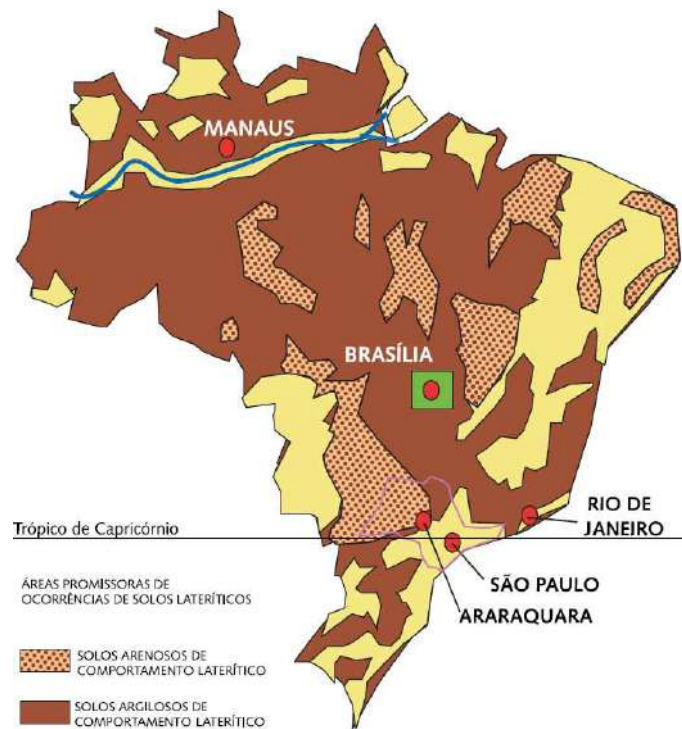 MANAUS
BRASÍLIA
RIO DE
JANEIRO
Trópico de Capricórnio
SÃO PAULO
ARARAQUARA
ÁREAS PROMISSORAS DE
OCORRÊNCIAS DE SOLOS LATERÍTICOS
SOLOS ARENOSOS DE
COMPORTAMENTO LATERÍTICO
SOLOS ARGILOSOS DE
COMPORTAMENTO LATERÍTICO